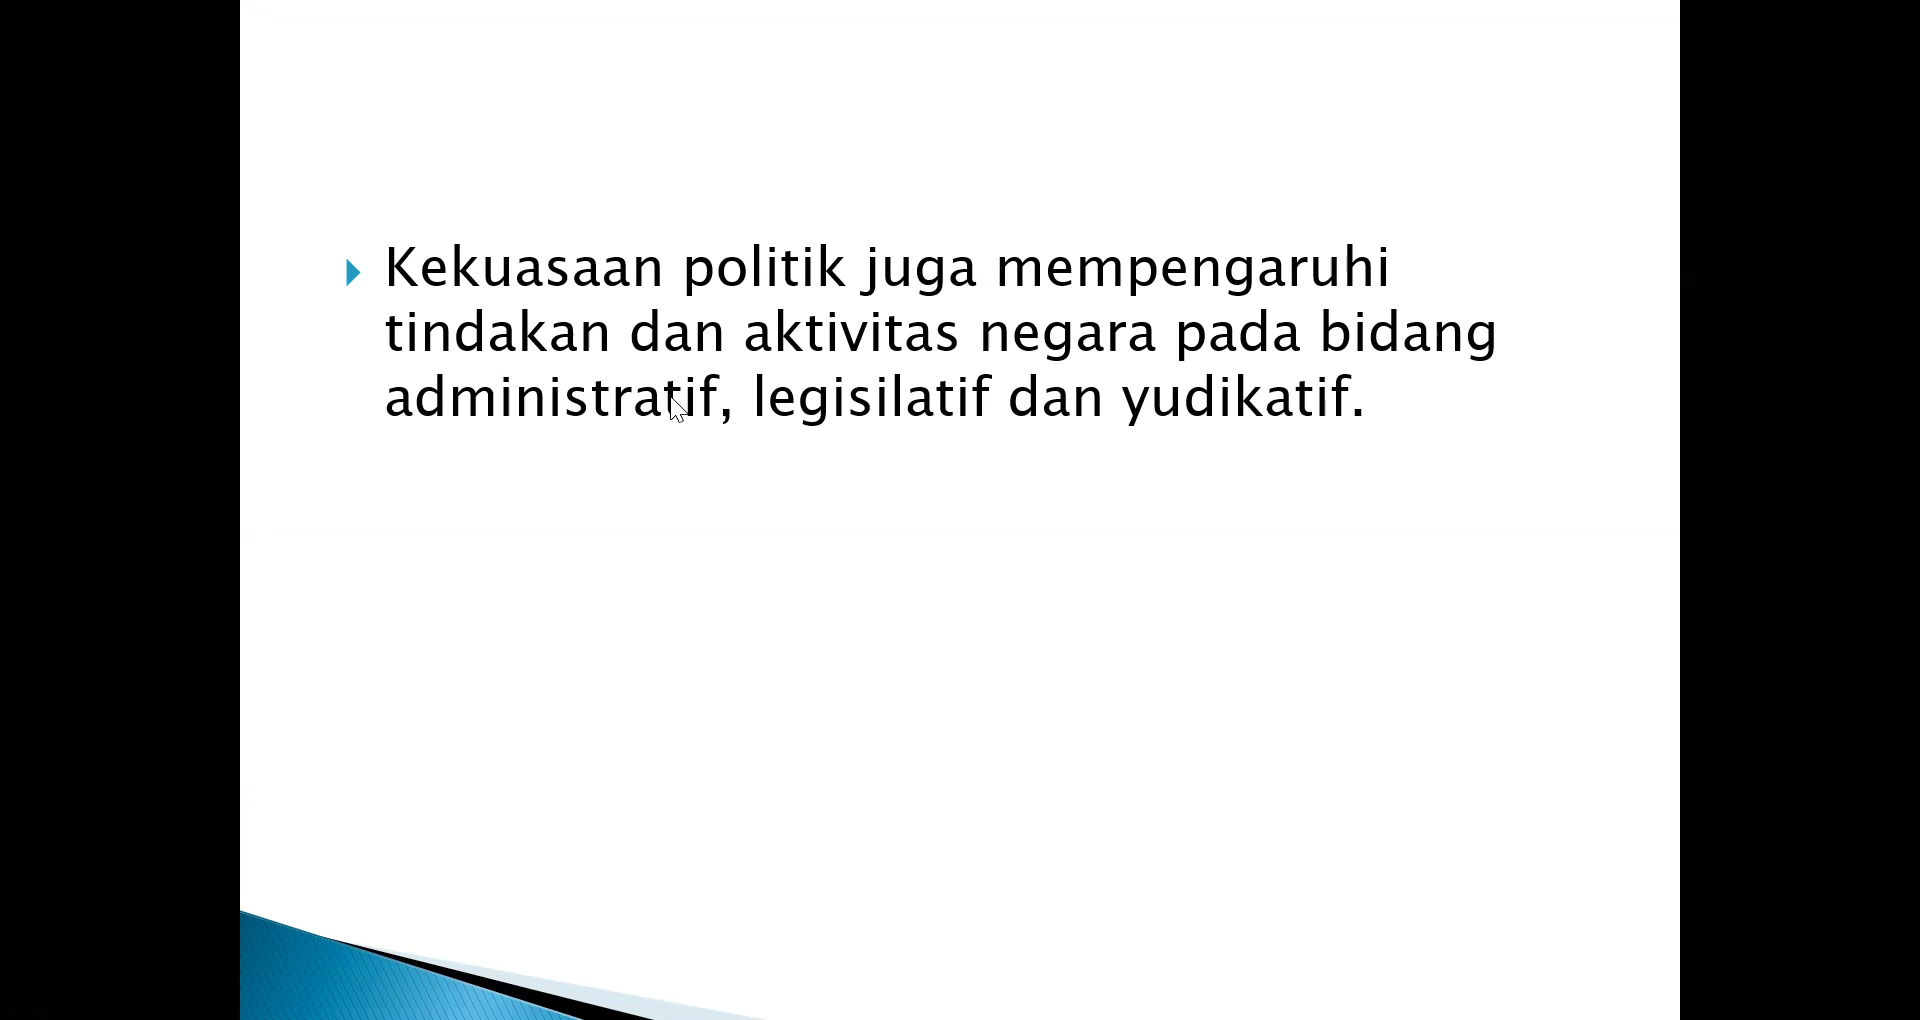 Kekuasaan politik juga mempengaruhi
tindakan dan aktivitas negara pada bidang
administratif, legisilatif dan yudikatif.